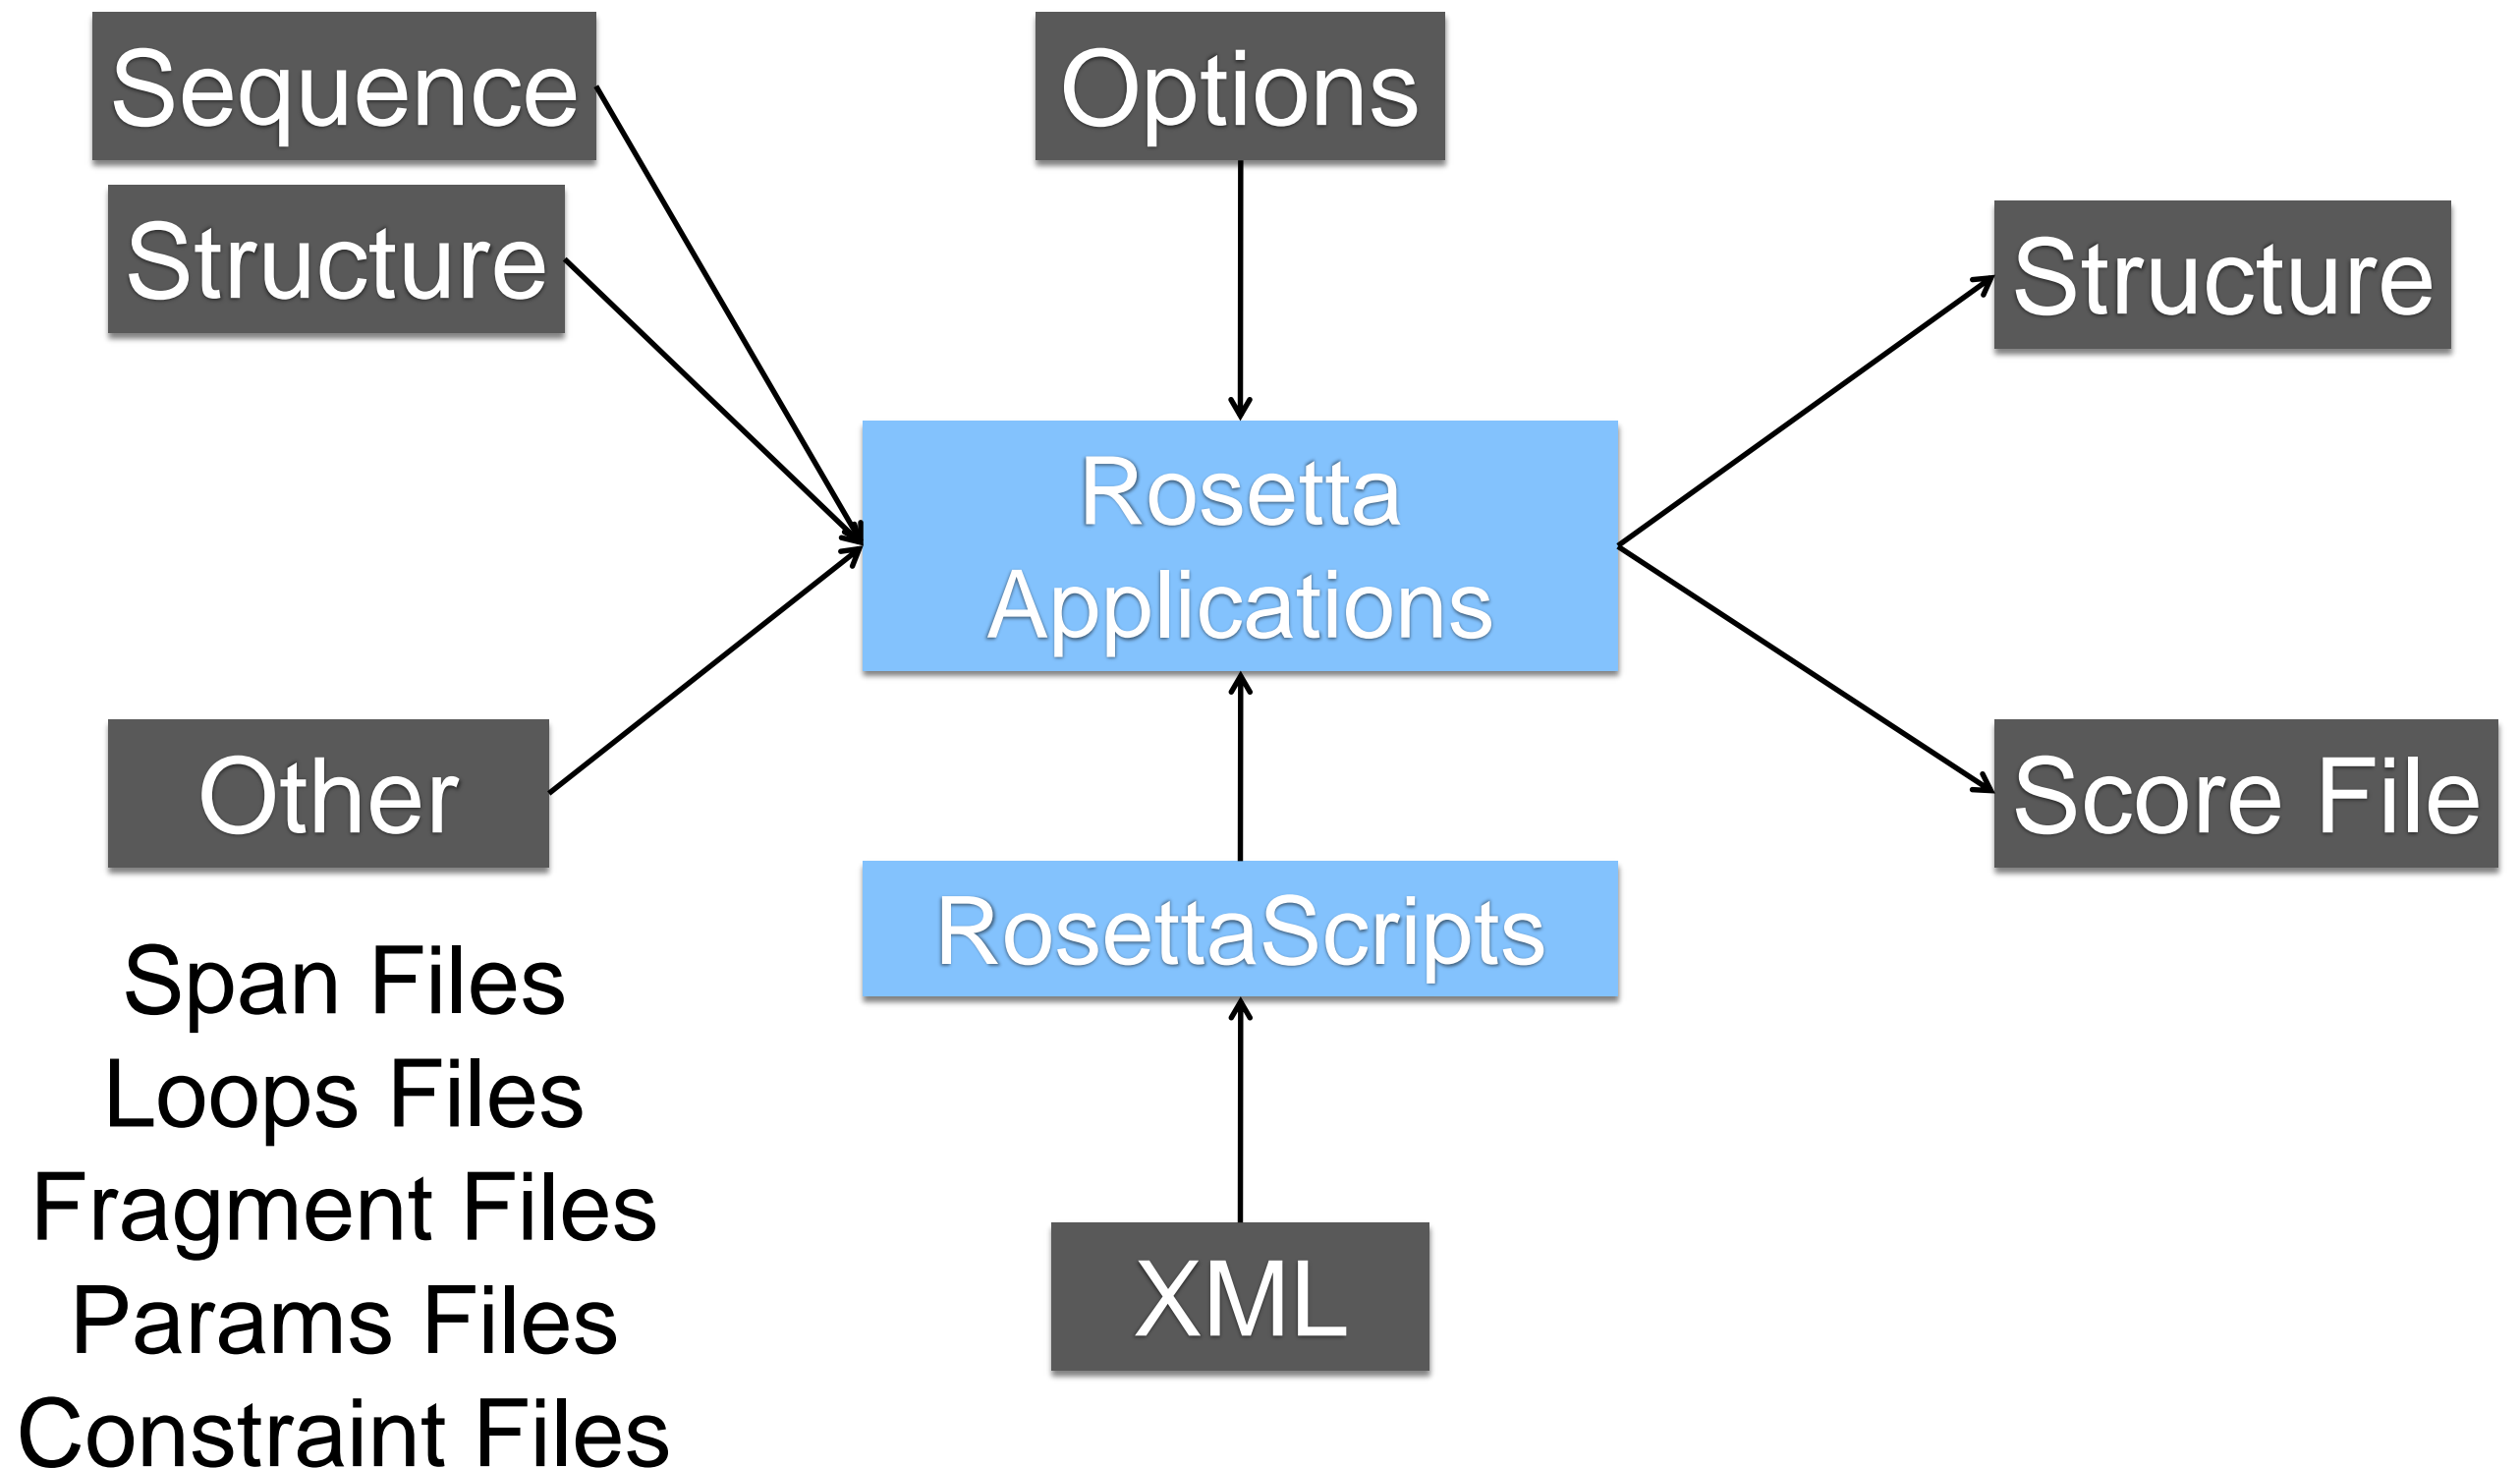 Sequence
Structure
Other
Span Files
Loops Files
Fragment Files
Params Files
Constraint Files
Options
Rosetta
Applications
RosettaScripts
XML
Structure
Score File